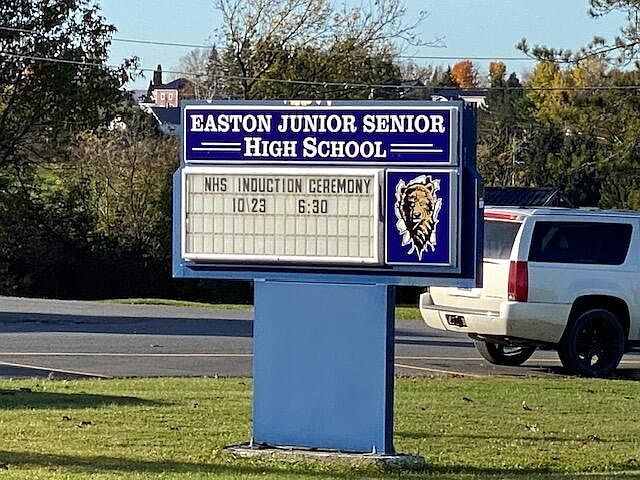 EASTON JUNIOR SENIOR
HIGH SCHOOL
NHS INDUCTION CEREMONY
10\23 6:30